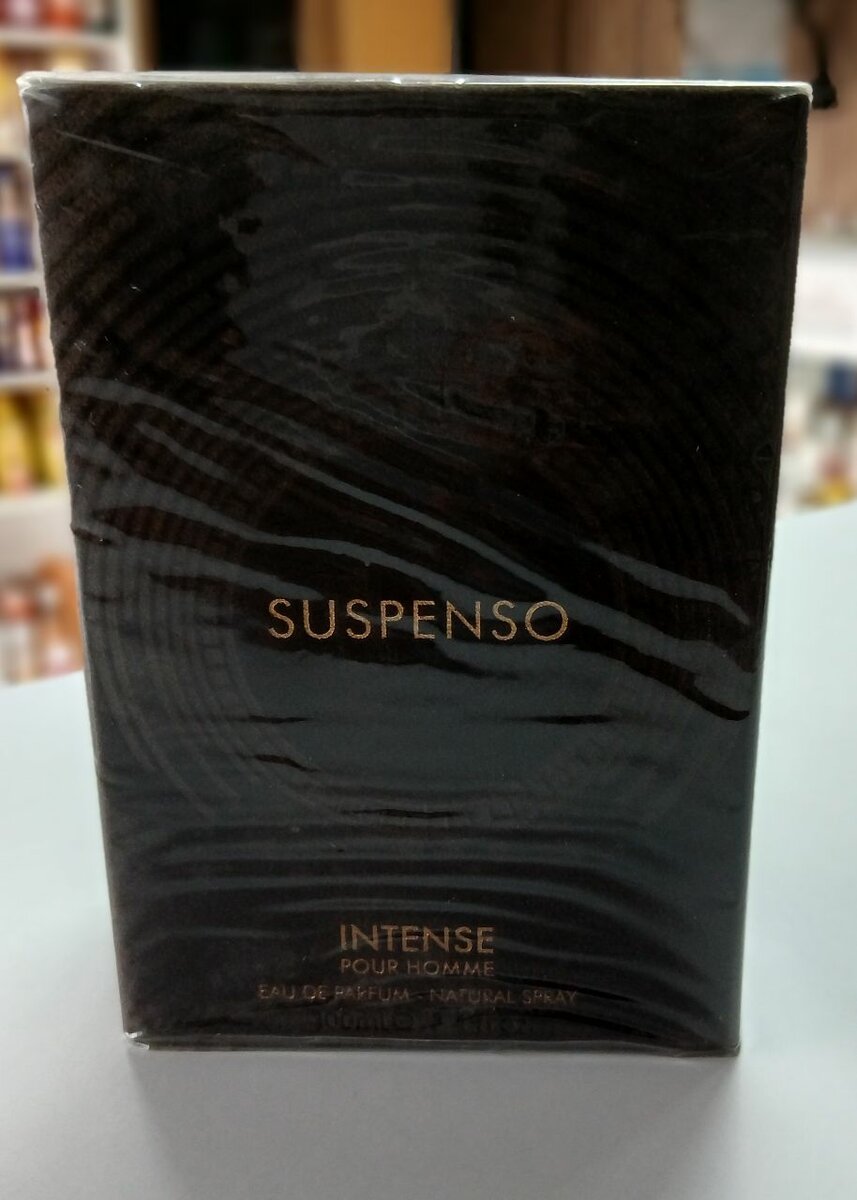 SUSPENSO
INTENSE
POUR HOMME
EAU DE PARFUM - NATURAL SPRAY